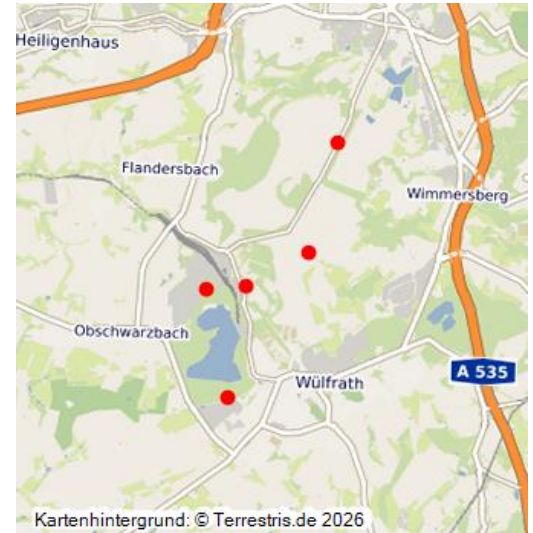 Heiligenhaus
Flandersbach
Wimmersberg
Obschwarzbach
Wülfrath
A 535
Kartenhintergrund: © Terrestris.de 2026